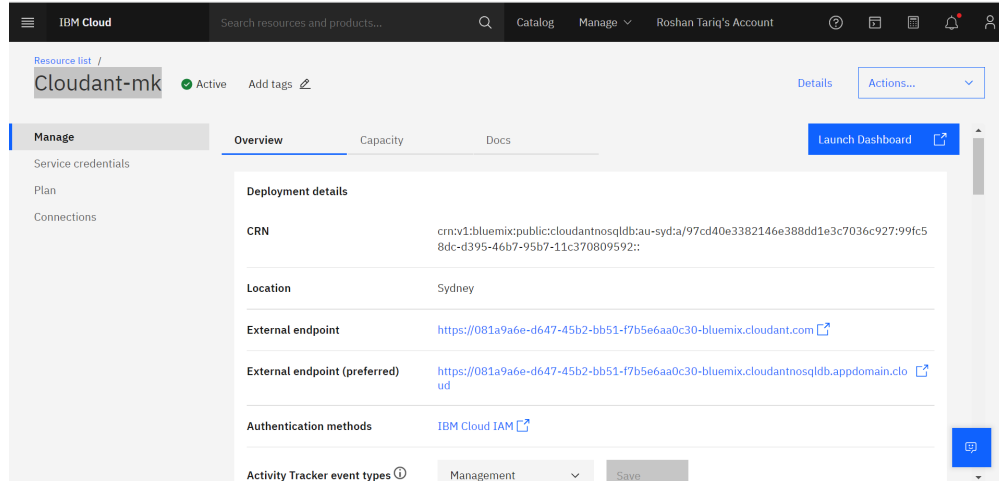 IBM Cloud
Search resources and products...
Catalog
Manage
Roshan Tariq's Account
Resource list /
Cloudant-mk
Active
Add tags
Details
Actions...
Manage
Service credentials
Plan
Connections
Overview
Capacity
Docs
Launch Dashboard
Deployment details
CRN
crn:v1:bluemix:public:cloudantnosqldb:au-syd:a/97cd40e3382146e388dd1e3c7036c927:99fc5
8dc-d395-46b7-95b7-11c370809592::
Location
Sydney
External endpoint
https://081a9a6e-d647-45b2-bb51-f7b5e6aa0c30-bluemix.cloudant.com
External endpoint (preferred)
https://081a9a6e-d647-45b2-bb51-f7b5e6aa0c30-bluemix.cloudantnosqldb.appdomain.clo
ud
Authentication methods
IBM Cloud IAM
Activity Tracker event types
Management
Save